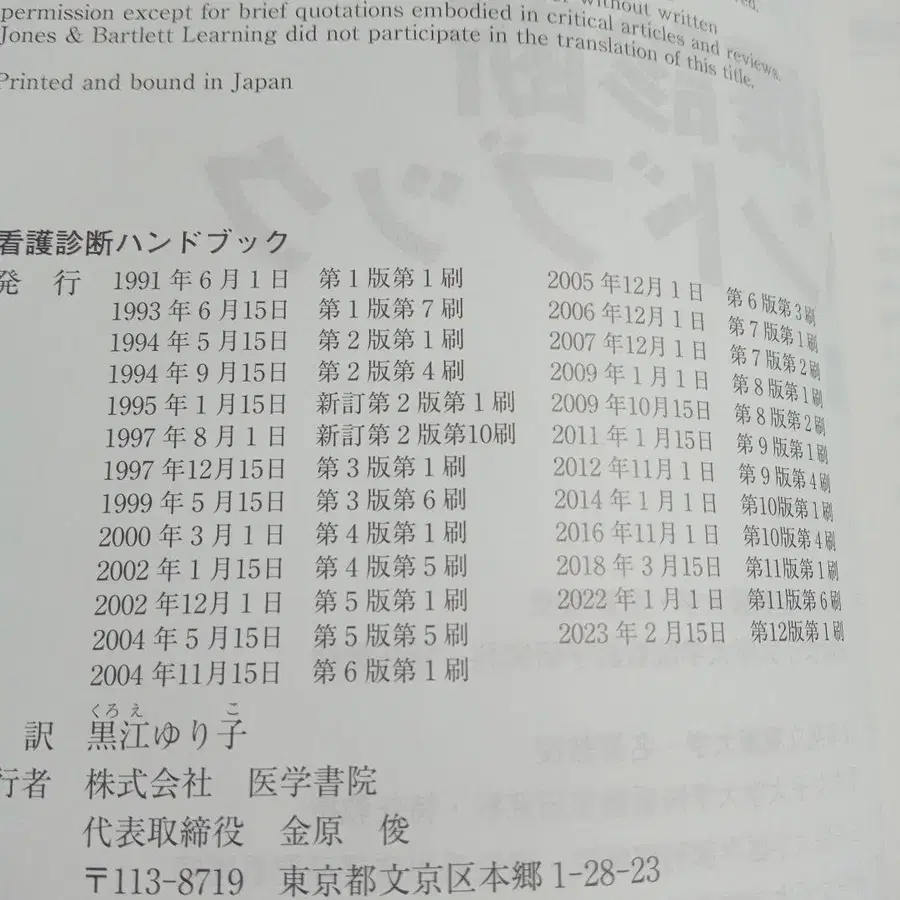 without written
permission except for brief quotations embodied in critical articles and reviews.
Jones & Bartlett Learning did not participate in the translation of this title.
Printed and bound in Japan
看護診断ハンドブック
発 行 1991年6月1日 第1版第1刷
1993年6月15日 第1版第7刷
1994年5月15日 第2版第1刷
1994年9月15日 第2版第4刷
1995年1月15日 新訂第2版第1刷
1997年8月1日 新訂第2版第10刷
1997年12月15日 第3版第1刷
1999年5月15日 第3版第6刷
2000年3月1日 第4版第1刷
2002年1月15日 第4版第5刷
2002年12月1日 第5版第1刷
2004年5月15日 第5版第5刷
2004年11月15日 第6版第1刷
2005年12月1日 第6版第3刷
2006年12月1日 第7版第1刷
2007年12月1日 第7版第2刷
2009年1月1日 第8版第1刷
2009年10月15日 第8版第2刷
2011年1月15日 第9版第1刷
2012年11月1日 第9版第4刷
2014年1月1日 第10版第1刷
2016年11月1日 第10版第4刷
2018年3月15日 第11版第1刷
2022年1月1日 第11版第6刷
2023年2月15日 第12版第1刷
くろ え こ
訳 黒江ゆり子
行者 株式会社 医学書院
代表取締役 金原 俊
〒113-8719 東京都文京区本郷1-28-23